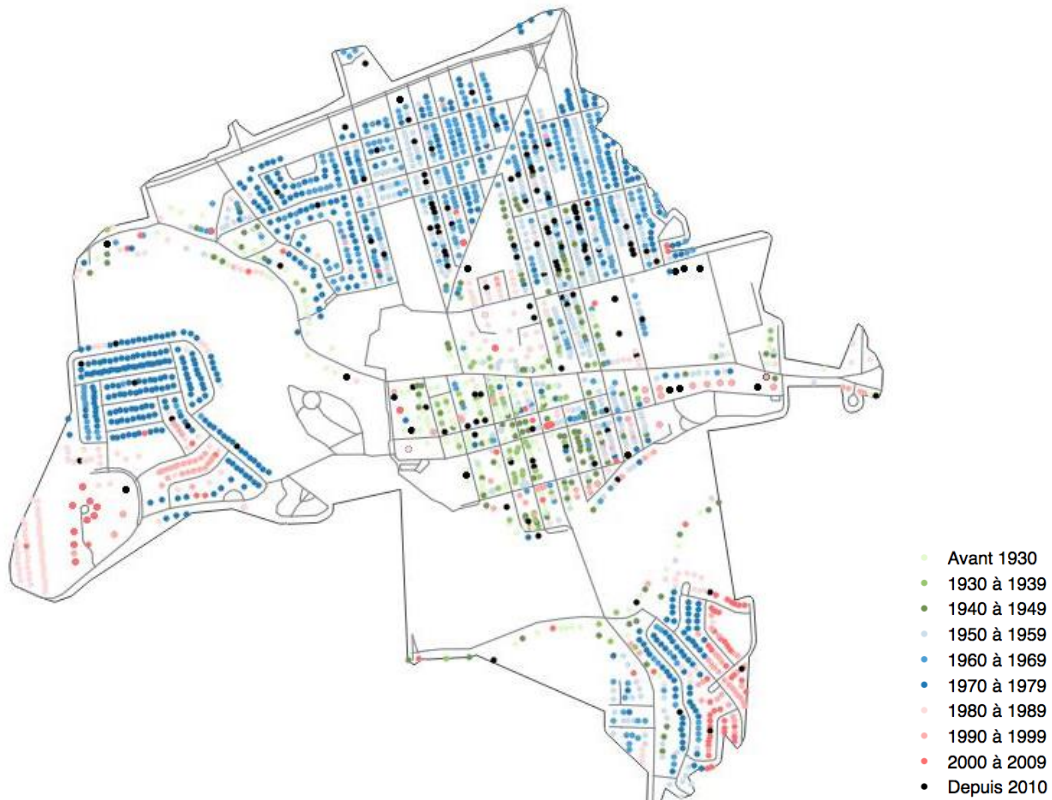 Avant 1930
1930 à 1939
1940 à 1949
1950 à 1959
1960 à 1969
1970 à 1979
1980 à 1989
1990 à 1999
2000 à 2009
Depuis 2010